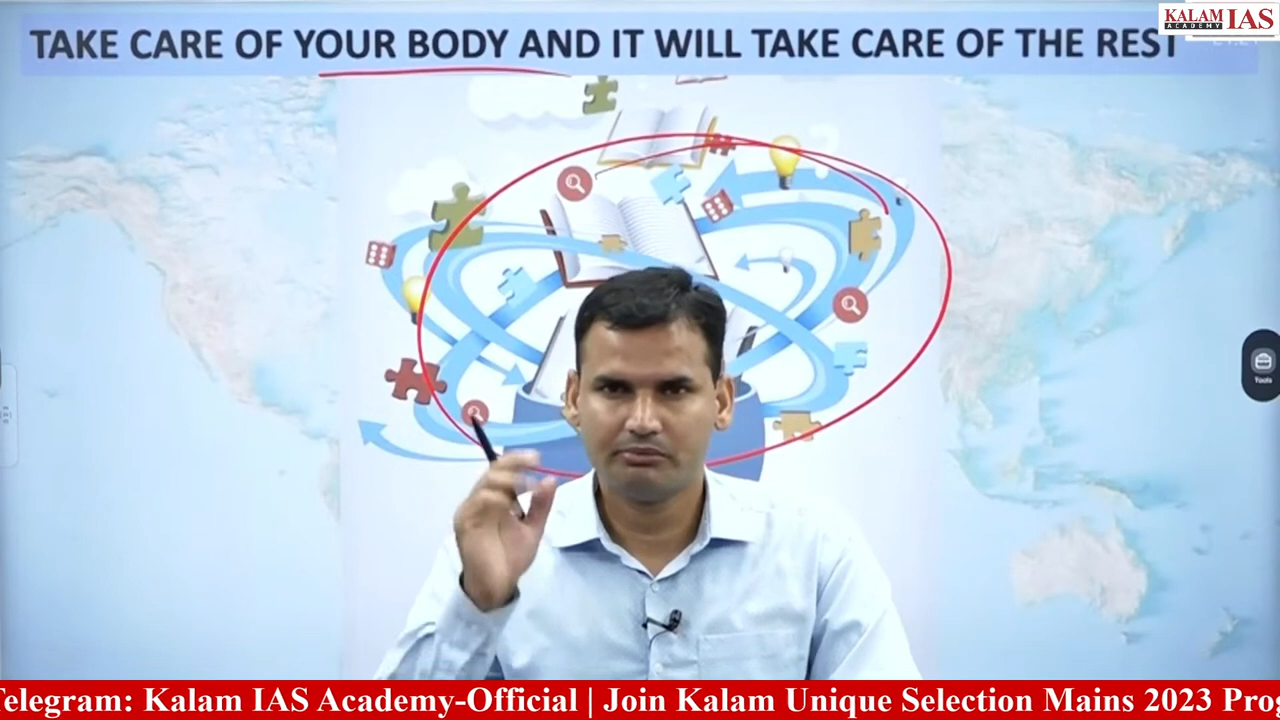 KALAM IAS
ACADEMY
TAKE CARE OF YOUR BODY AND IT WILL TAKE CARE OF THE REST
Tools
Telegram: Kalam IAS Academy-Official | Join Kalam Unique Selection Mains 2023 Prog